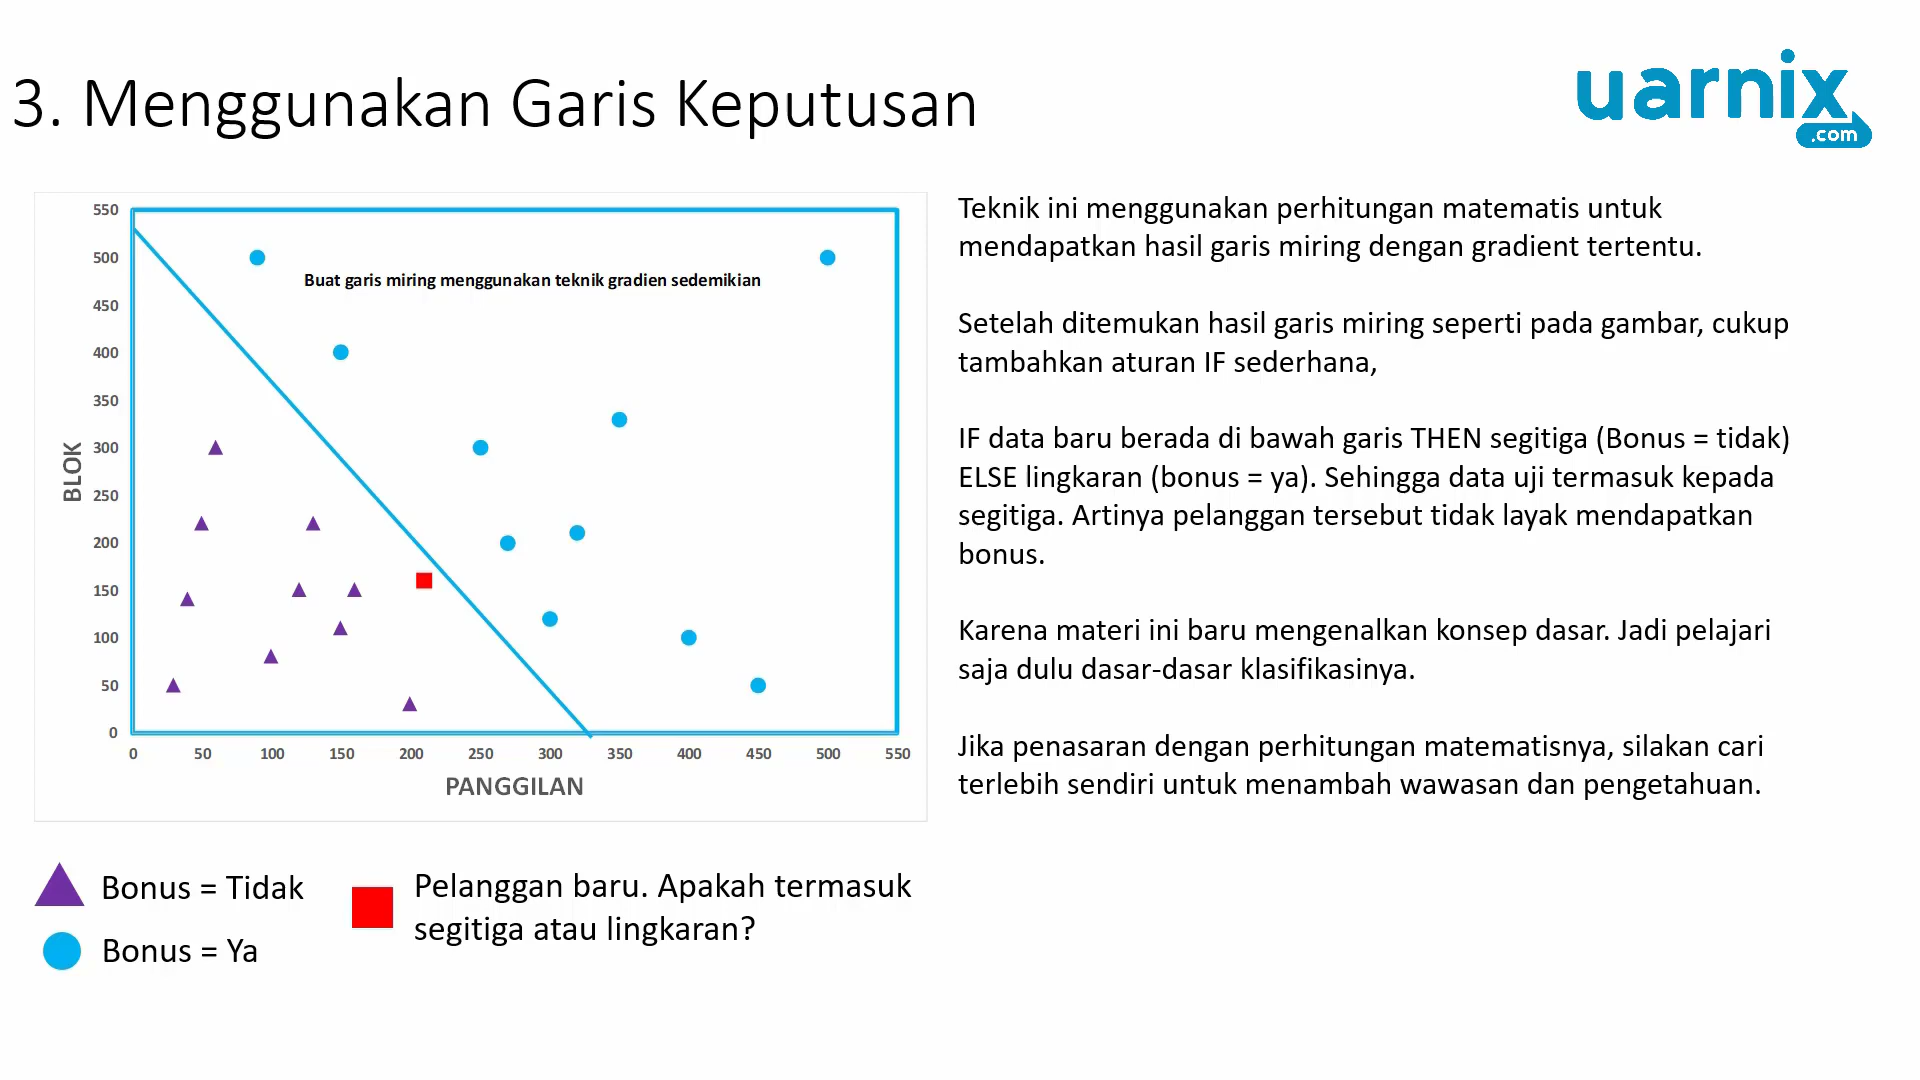 3. Menggunakan Garis Keputusan
uarnix
.com
550
500
450
400
350
300
250
200
150
100
50
0
BLOK
Buat garis miring menggunakan teknik gradien sedemikian
0 50 100 150 200 250 300 350 400 450 500 550
PANGGILAN
Bonus = Tidak
Bonus = Ya
Pelanggan baru. Apakah termasuk
segitiga atau lingkaran?
Teknik ini menggunakan perhitungan matematis untuk
mendapatkan hasil garis miring dengan gradient tertentu.
Setelah ditemukan hasil garis miring seperti pada gambar, cukup
tambahkan aturan IF sederhana,
IF data baru berada di bawah garis THEN segitiga (Bonus = tidak)
ELSE lingkaran (bonus = ya). Sehingga data uji termasuk kepada
segitiga. Artinya pelanggan tersebut tidak layak mendapatkan
bonus.
Karena materi ini baru mengenalkan konsep dasar. Jadi pelajari
saja dulu dasar-dasar klasifikasinya.
Jika penasaran dengan perhitungan matematisnya, silakan cari
terlebih sendiri untuk menambah wawasan dan pengetahuan.